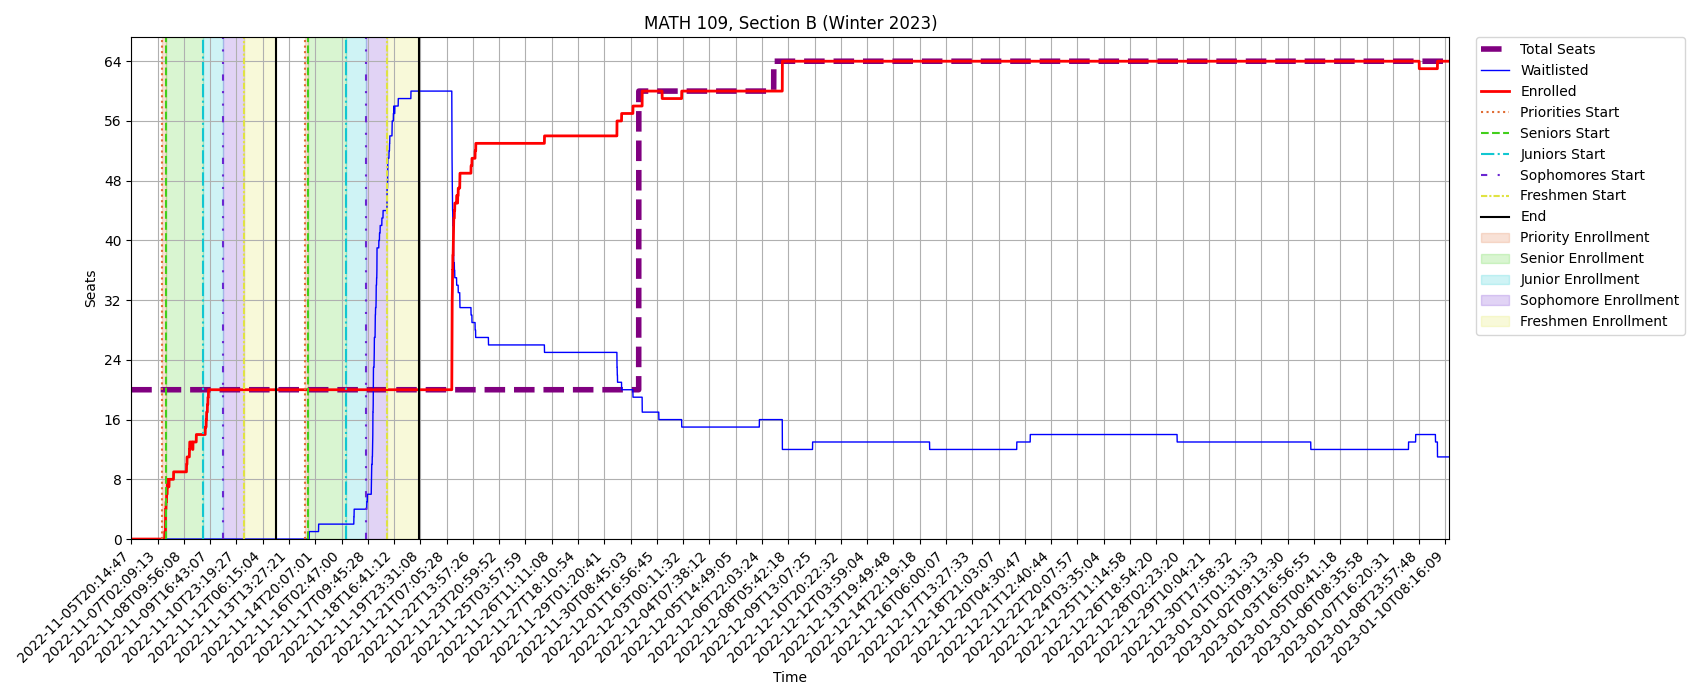 MATH 109, Section B (Winter 2023)
Total Seats
Waitlisted
Enrolled
Priorities Start
Seniors Start
Juniors Start
Sophomores Start
Freshmen Start
End
Priority Enrollment
Senior Enrollment
Junior Enrollment
Sophomore Enrollment
Freshmen Enrollment
Seats
64
56
48
40
32
24
16
8
0
2022-11-05T20:14:47
2022-11-07T02:09:13
2022-11-08T09:56:08
2022-11-09T16:43:07
2022-11-10T23:19:27
2022-11-12T06:15:04
2022-11-13T13:27:21
2022-11-14T20:07:01
2022-11-16T02:47:00
2022-11-17T09:45:28
2022-11-18T16:41:12
2022-11-19T23:31:08
2022-11-21T07:05:28
2022-11-22T13:57:26
2022-11-23T20:59:52
2022-11-25T03:57:59
2022-11-26T11:11:08
2022-11-27T18:10:54
2022-11-29T01:20:41
2022-11-30T08:45:03
2022-12-01T16:56:45
2022-12-03T00:11:32
2022-12-04T07:38:12
2022-12-05T14:49:05
2022-12-06T22:03:24
2022-12-08T05:42:18
2022-12-09T13:07:25
2022-12-10T20:22:32
2022-12-12T03:59:04
2022-12-13T19:49:48
2022-12-14T22:19:18
2022-12-16T06:00:07
2022-12-17T13:27:33
2022-12-18T21:03:07
2022-12-20T04:30:47
2022-12-21T12:40:44
2022-12-22T20:07:57
2022-12-24T03:35:04
2022-12-25T11:14:58
2022-12-26T18:54:20
2022-12-28T02:23:20
2022-12-29T10:04:21
2022-12-30T17:58:32
2023-01-01T01:31:33
2023-01-02T09:13:30
2023-01-03T16:56:55
2023-01-05T00:41:18
2023-01-06T08:35:58
2023-01-07T16:20:31
2023-01-08T23:57:48
2023-01-10T08:16:09
Time